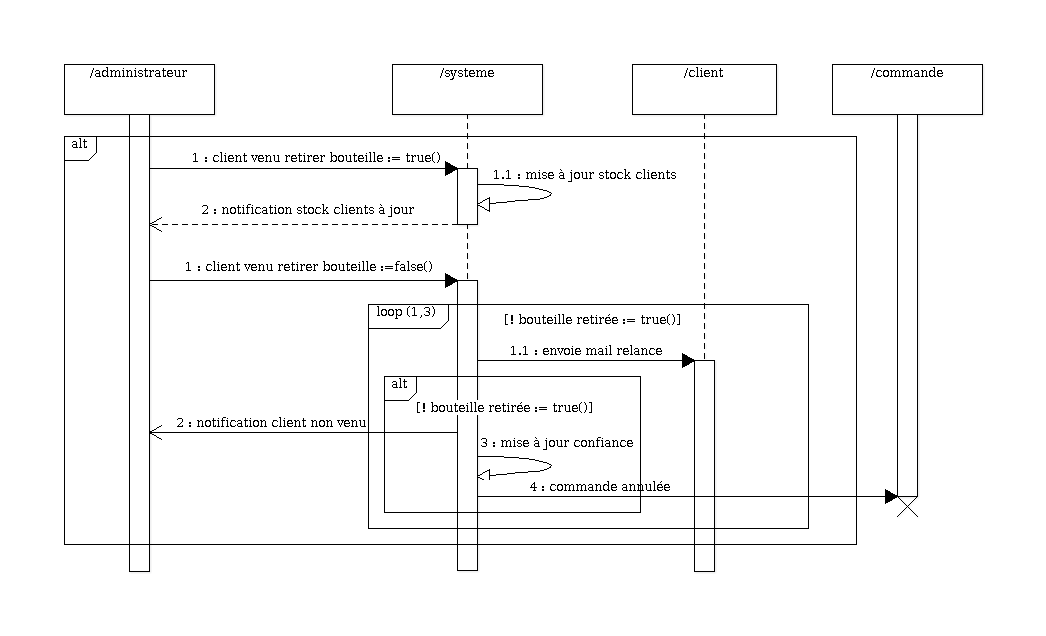 /administrateur
/systeme
/client
/commande
alt
1 : client venu retirer bouteille := true()
1.1 : mise à jour stock clients
2 : notification stock clients à jour
1 : client venu retirer bouteille :=false()
loop (1,3)
[! bouteille retirée := true()]
1.1 : envoie mail relance
alt
[! bouteille retirée := true()]
2 : notification client non venu
3 : mise à jour confiance
4 : commande annulée